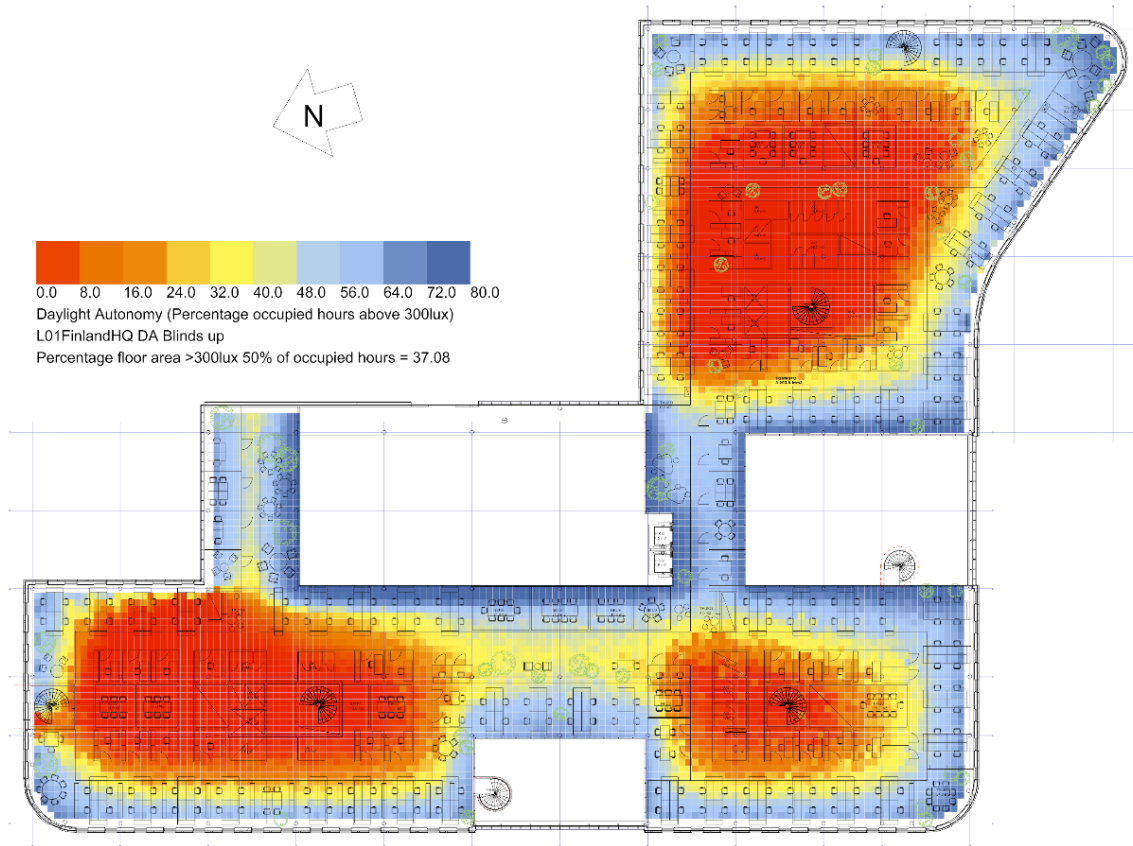 N
0.0 8.0 16.0 24.0 32.0 40.0 48.0 56.0 64.0 72.0 80.0
Daylight Autonomy (Percentage occupied hours above 300lux)
L01FinlandHQ DA Blinds up
Percentage floor area >300lux 50% of occupied hours = 37.08